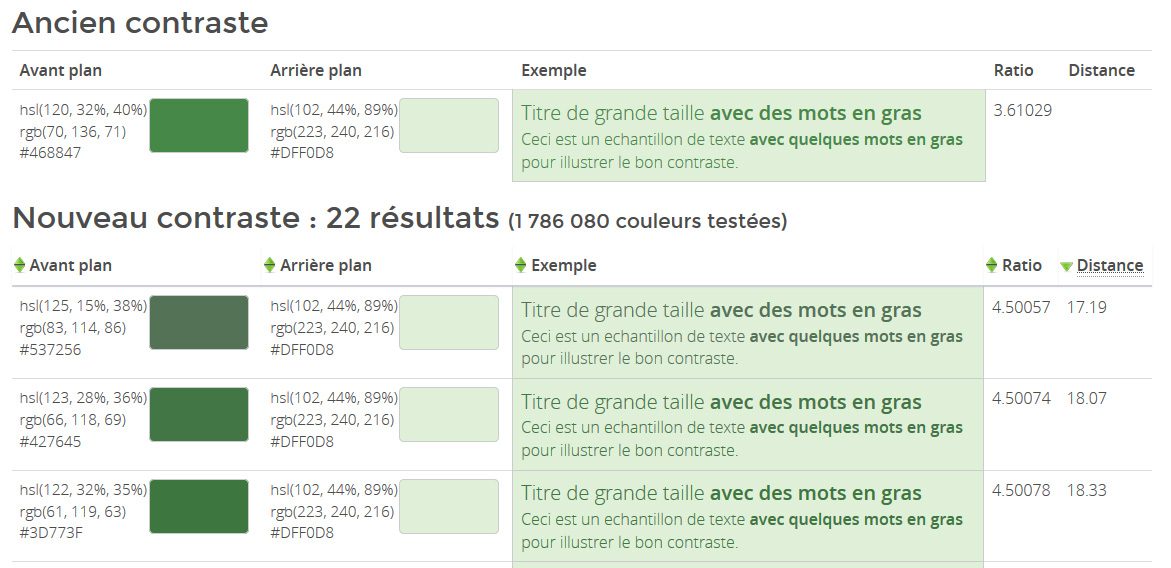 Ancien contraste
Avant plan Arrière plan Exemple Ratio Distance
hsl(120, 32%, 40%) hsl(102, 44%, 89%) Titre de grande taille avec des mots en gras 3.61029
rgb(70, 136, 71) rgb(223, 240, 216) Ceci est un echantillon de texte avec quelques mots en gras
#468847 #DFF0D8 pour illustrer le bon contraste.
Nouveau contraste : 22 résultats (1 786 080 couleurs testées)
Avant plan Arrière plan Exemple Ratio Distance
hsl(125, 15%, 38%) hsl(102, 44%, 89%) Titre de grande taille avec des mots en gras 4.50057 17.19
rgb(83, 114, 86) rgb(223, 240, 216) Ceci est un echantillon de texte avec quelques mots en gras
#537256 #DFF0D8 pour illustrer le bon contraste.
hsl(123, 28%, 36%) hsl(102, 44%, 89%) Titre de grande taille avec des mots en gras 4.50074 18.07
rgb(66, 118, 69) rgb(223, 240, 216) Ceci est un echantillon de texte avec quelques mots en gras
#427645 #DFF0D8 pour illustrer le bon contraste.
hsl(122, 32%, 35%) hsl(102, 44%, 89%) Titre de grande taille avec des mots en gras 4.50078 18.33
rgb(61, 119, 63) rgb(223, 240, 216) Ceci est un echantillon de texte avec quelques mots en gras
#3D773F #DFF0D8 pour illustrer le bon contraste.